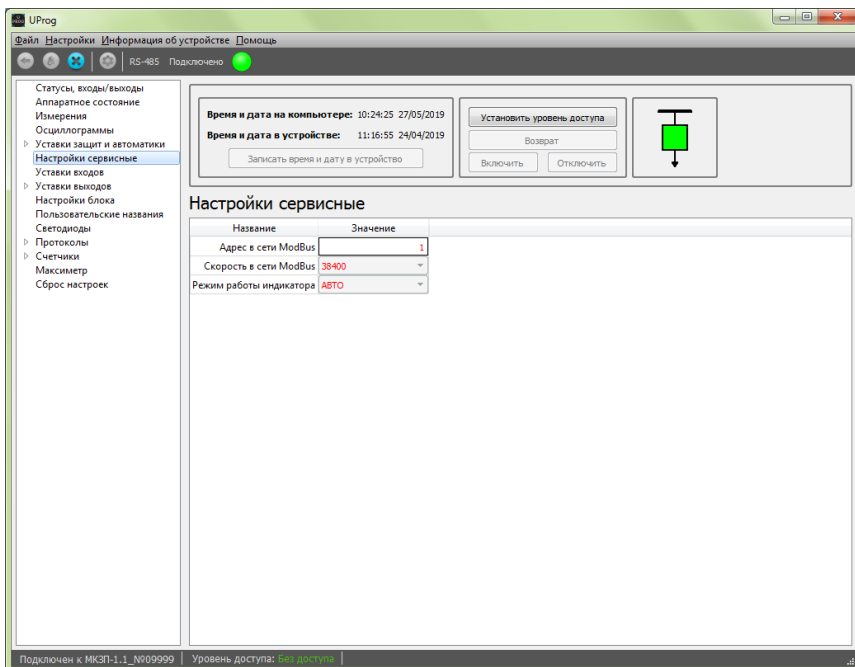 UProg
Файл Настройки Информация об устройстве Помощь
RS-485 Подключено
Статусы, входы/выходы
Аппаратное состояние
Измерения
Осциллограммы
Уставки защит и автоматики
Настройки сервисные
Уставки входов
Уставки выходов
Настройки блока
Пользовательские названия
Светодиоды
Протоколы
Счетчики
Максиметр
Сброс настроек
Время и дата на компьютере: 10:24:25 27/05/2019
Время и дата в устройстве: 11:16:55 24/04/2019
Записать время и дату в устройство
Установить уровень доступа
Возврат
Включить Отключить
Настройки сервисные
Название Значение
Адрес в сети ModBus 1
Скорость в сети ModBus 38400
Режим работы индикатора АВТО
Подключен к МКЗП-1.1_№09999 Уровень доступа: Без доступа